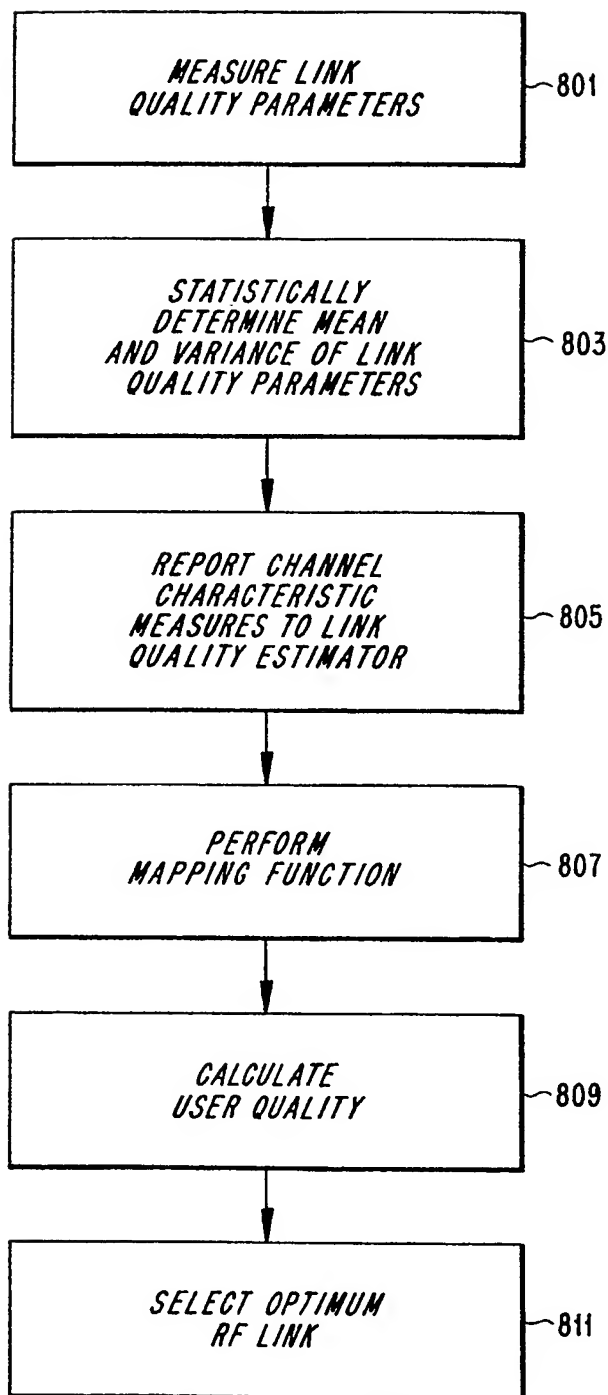 MEASURE LINK
QUALITY PARAMETERS
801
STATISTICALLY
DETERMINE MEAN
AND VARIANCE OF LINK
QUALITY PARAMETERS
803
REPORT CHANNEL
CHARACTERISTIC
MEASURES TO LINK
QUALITY ESTIMATOR
805
PERFORM
MAPPING FUNCTION
807
CALCULATE
USER QUALITY
809
SELECT OPTIMUM
RF LINK
811